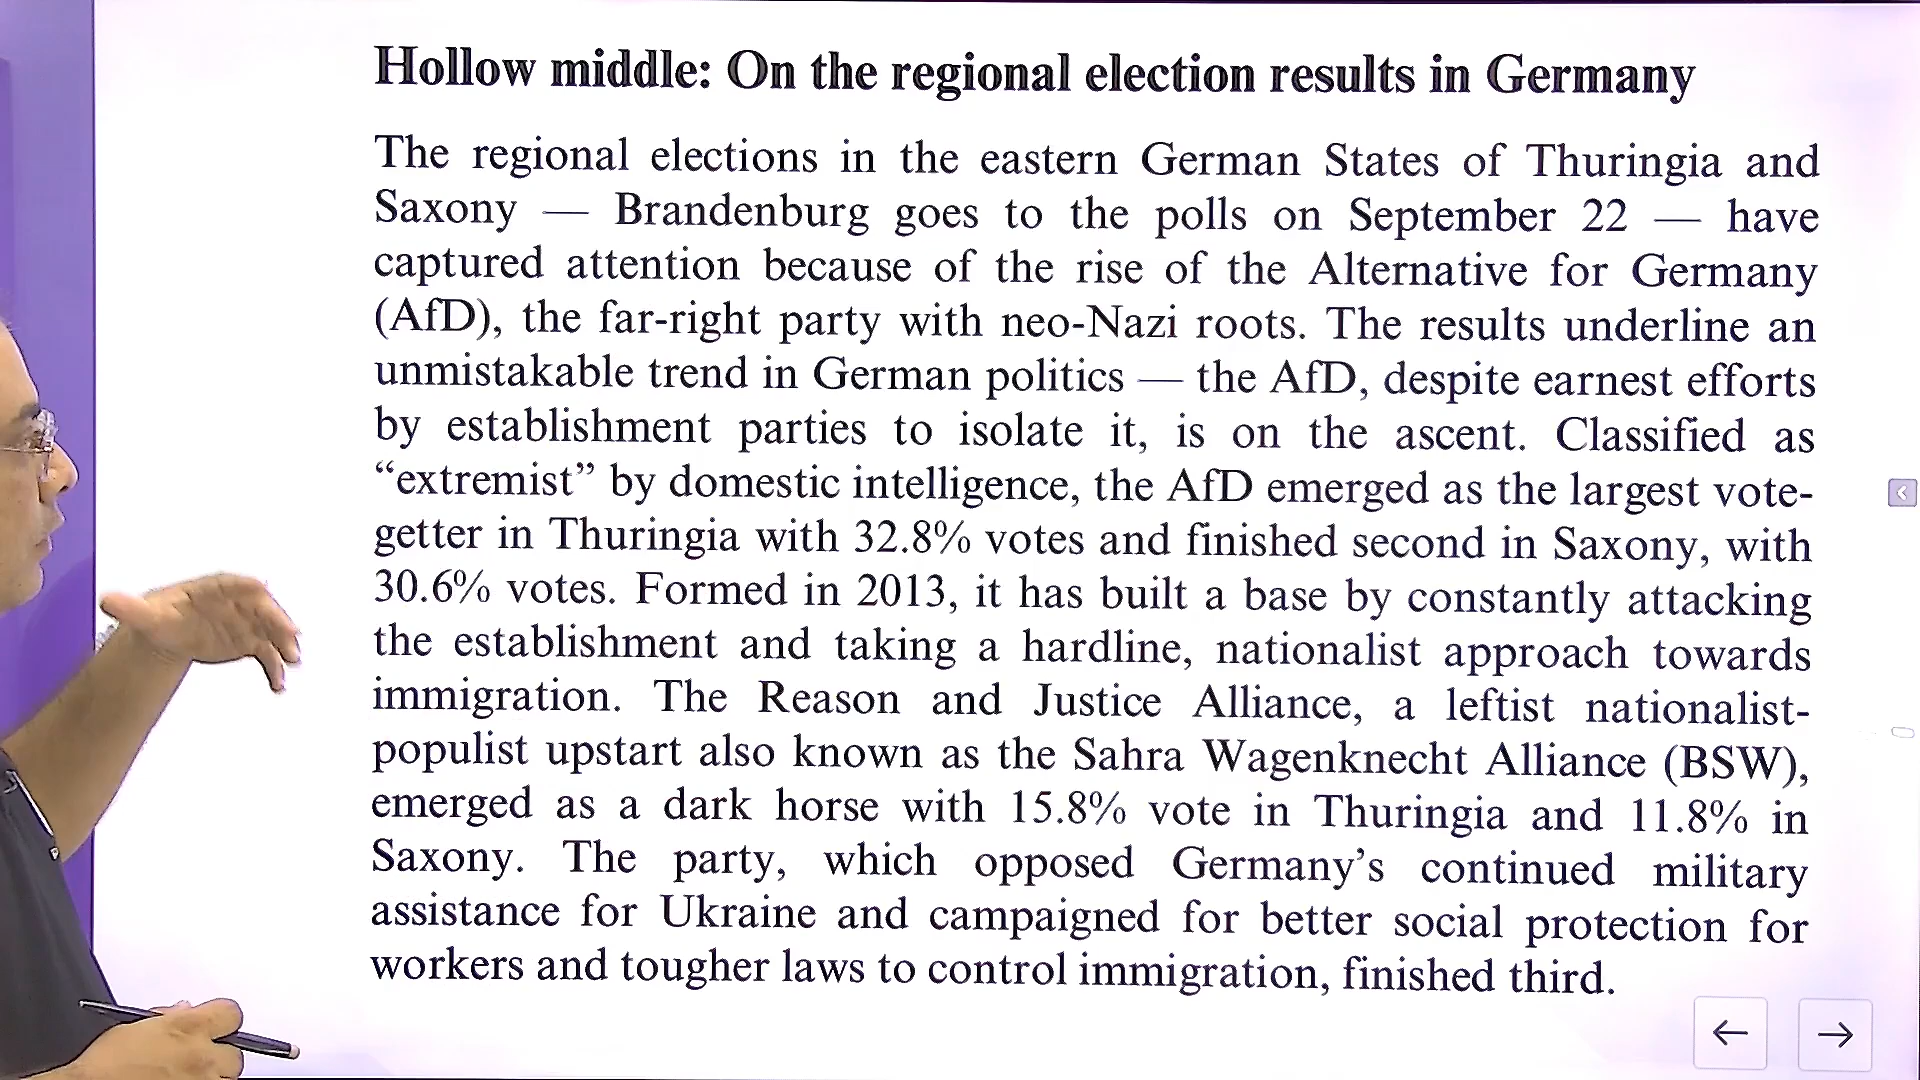 Hollow middle: On the regional election results in Germany
The regional elections in the eastern German States of Thuringia and
Saxony — Brandenburg goes to the polls on September 22 — have
captured attention because of the rise of the Alternative for Germany
(AfD), the far-right party with neo-Nazi roots. The results underline an
unmistakable trend in German politics — the AfD, despite earnest efforts
by establishment parties to isolate it, is on the ascent. Classified as
“extremist” by domestic intelligence, the AfD emerged as the largest vote-
getter in Thuringia with 32.8% votes and finished second in Saxony, with
30.6% votes. Formed in 2013, it has built a base by constantly attacking
the establishment and taking a hardline, nationalist approach towards
immigration. The Reason and Justice Alliance, a leftist nationalist-
populist upstart also known as the Sahra Wagenknecht Alliance (BSW),
emerged as a dark horse with 15.8% vote in Thuringia and 11.8% in
Saxony. The party, which opposed Germany’s continued military
assistance for Ukraine and campaigned for better social protection for
workers and tougher laws to control immigration, finished third.